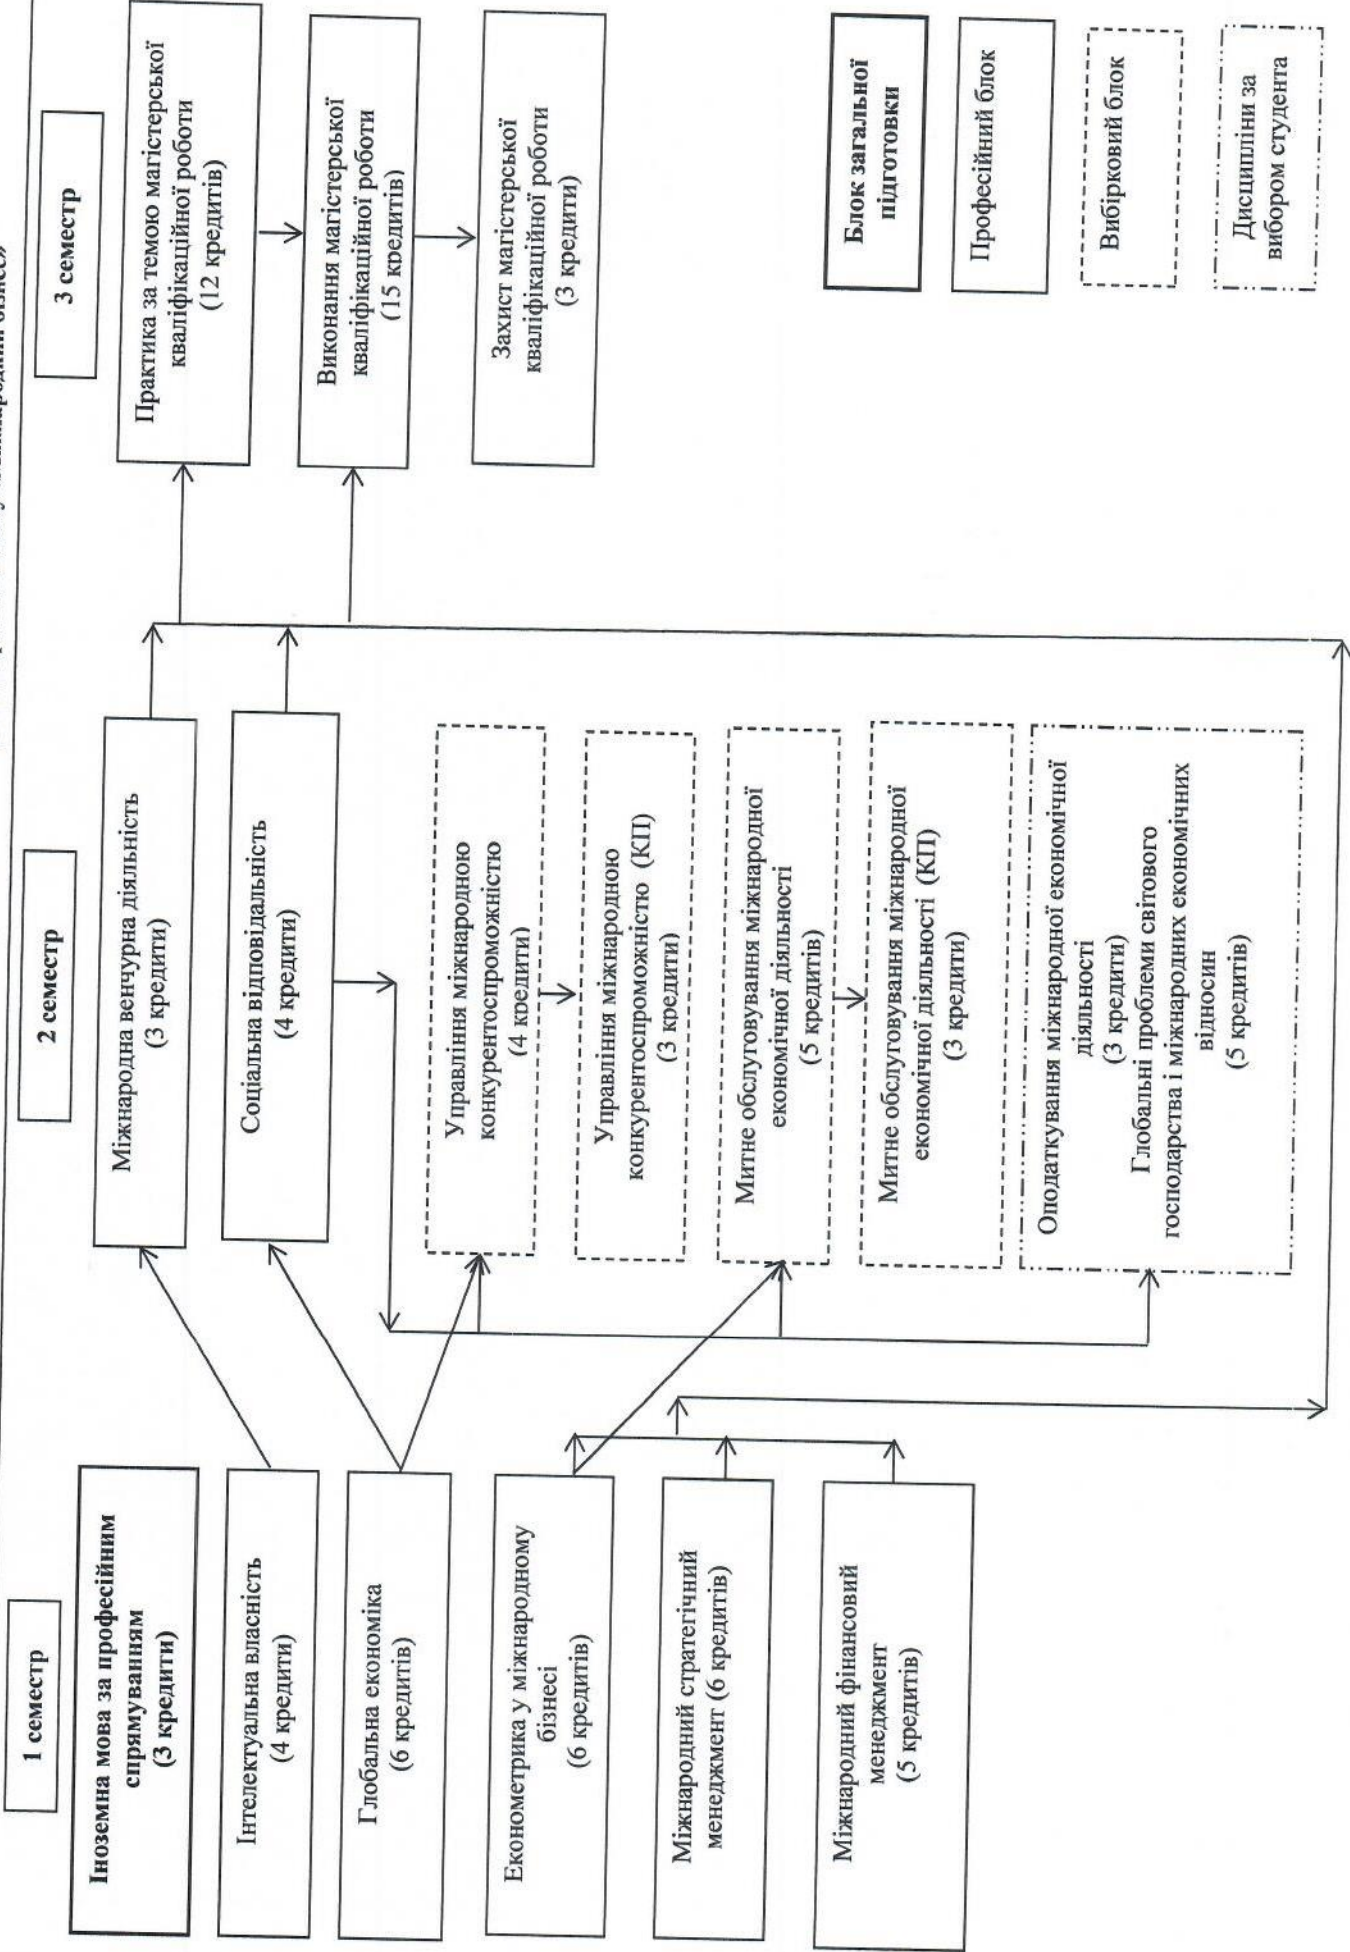 1 семестр
Іноземна мова за професійним
спрямуванням
(3 кредити)
Інтелектуальна власність
(4 кредити)
Глобальна економіка
(6 кредитів)
Економетрика у міжнародному
бізнесі
(6 кредитів)
Міжнародний стратегічний
менеджмент (6 кредитів)
Міжнародний фінансовий
менеджмент
(5 кредитів)
2 семестр
Міжнародна венчурна діяльність
(3 кредити)
Соціальна відповідальність
(4 кредити)
Управління міжнародною
конкурентоспроможністю
(4 кредити)
Управління міжнародною
конкурентоспроможністю (КП)
(3 кредити)
Митне обслуговування міжнародної
економічної діяльності
(5 кредитів)
Митне обслуговування міжнародної
економічної діяльності (КП)
(3 кредити)
Оподаткування міжнародної економічної
діяльності
(3 кредити)
Глобальні проблеми світового
господарства і міжнародних економічних
відносин
(5 кредитів)
3 семестр
Практика за темою магістерської
кваліфікаційної роботи
(12 кредитів)
Виконання магістерської
кваліфікаційної роботи
(15 кредитів)
Захист магістерської
кваліфікаційної роботи
(3 кредити)
Блок загальної
підготовки
Професійний блок
Вибірковий блок
Дисципліни за
вибором студента